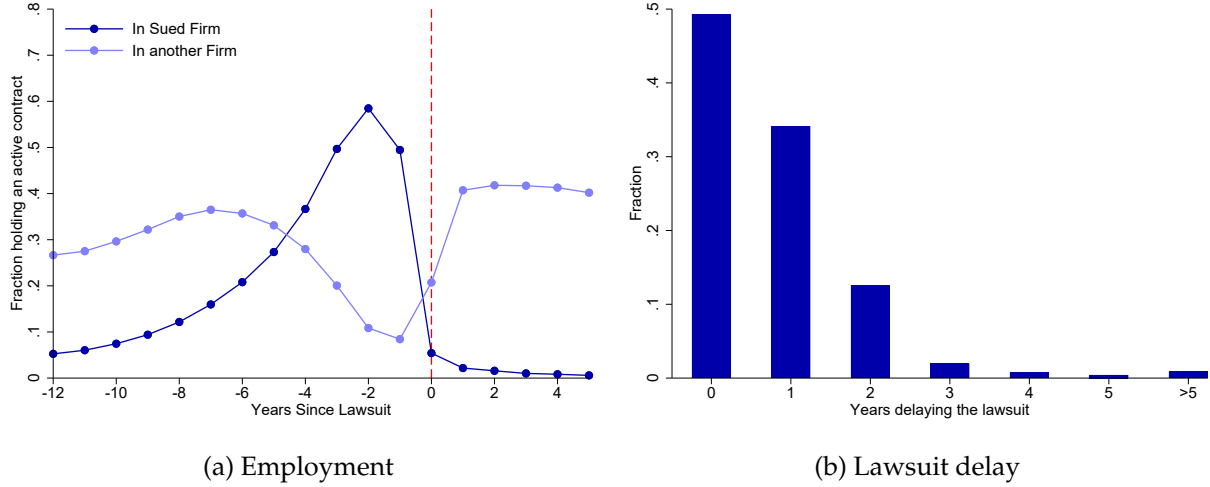 In Sued Firm
In another Firm
Fraction holding an active contract
0 .1 .2 .3 .4 .5 .6 .7 .8
-12 -10 -8 -6 -4 -2 0 2 4
Years Since Lawsuit
(a) Employment
Fraction
0 .1 .2 .3 .4 .5
0 1 2 3 4 5 >5
Years delaying the lawsuit
(b) Lawsuit delay